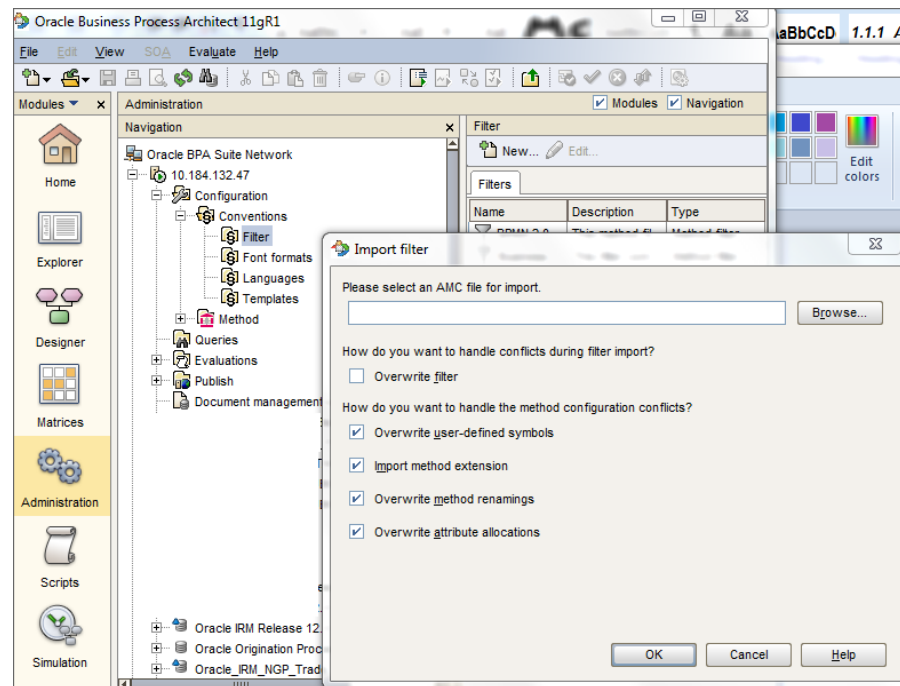 Oracle Business Process Architect 11gR1
File Edit View SOA Evaluate Help
Modules
Administration
Modules Navigation
Home
Explorer
Designer
Matrices
Administration
Scripts
Simulation
Navigation
Oracle BPA Suite Network
10.184.132.47
Configuration
Conventions
Filter
Font formats
Languages
Templates
Method
Queries
Evaluations
Publish
Document management
Oracle IRM Release 12.
Oracle Origination Proc
Oracle_IRM_NGP_Trad
Filter
New... Edit...
Filters
Name Description Type
AaBbCcD 1.1.1 A
Edit
colors
Import filter
Please select an AMC file for import.
Browse...
How do you want to handle conflicts during filter import?
Overwrite filter
How do you want to handle the method configuration conflicts?
Overwrite user-defined symbols
Import method extension
Overwrite method renamings
Overwrite attribute allocations
OK Cancel Help